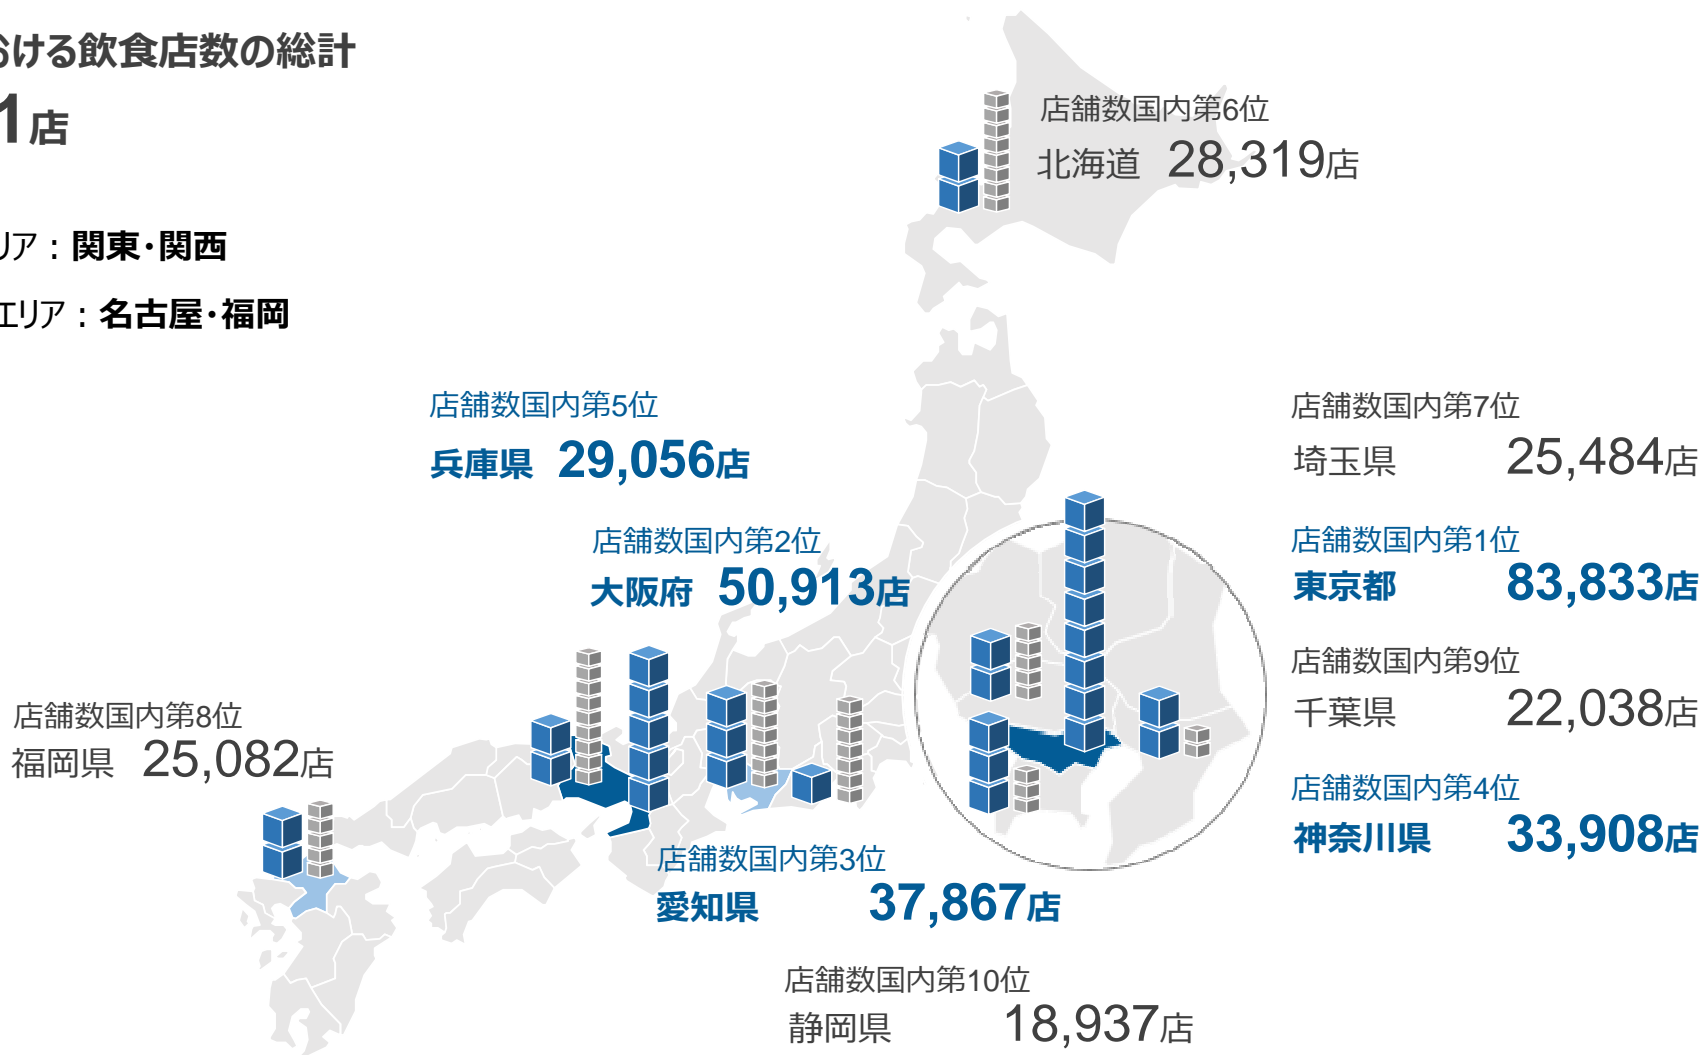 おける飲食店数の総計
1店
リア：関東・関西
エリア：名古屋・福岡
店舗数国内第6位
北海道 28,319店
店舗数国内第5位
兵庫県 29,056店
店舗数国内第7位
埼玉県 25,484店
店舗数国内第2位
大阪府 50,913店
店舗数国内第1位
東京都 83,833店
店舗数国内第9位
千葉県 22,038店
店舗数国内第8位
福岡県 25,082店
店舗数国内第4位
神奈川県 33,908店
店舗数国内第3位
愛知県 37,867店
店舗数国内第10位
静岡県 18,937店